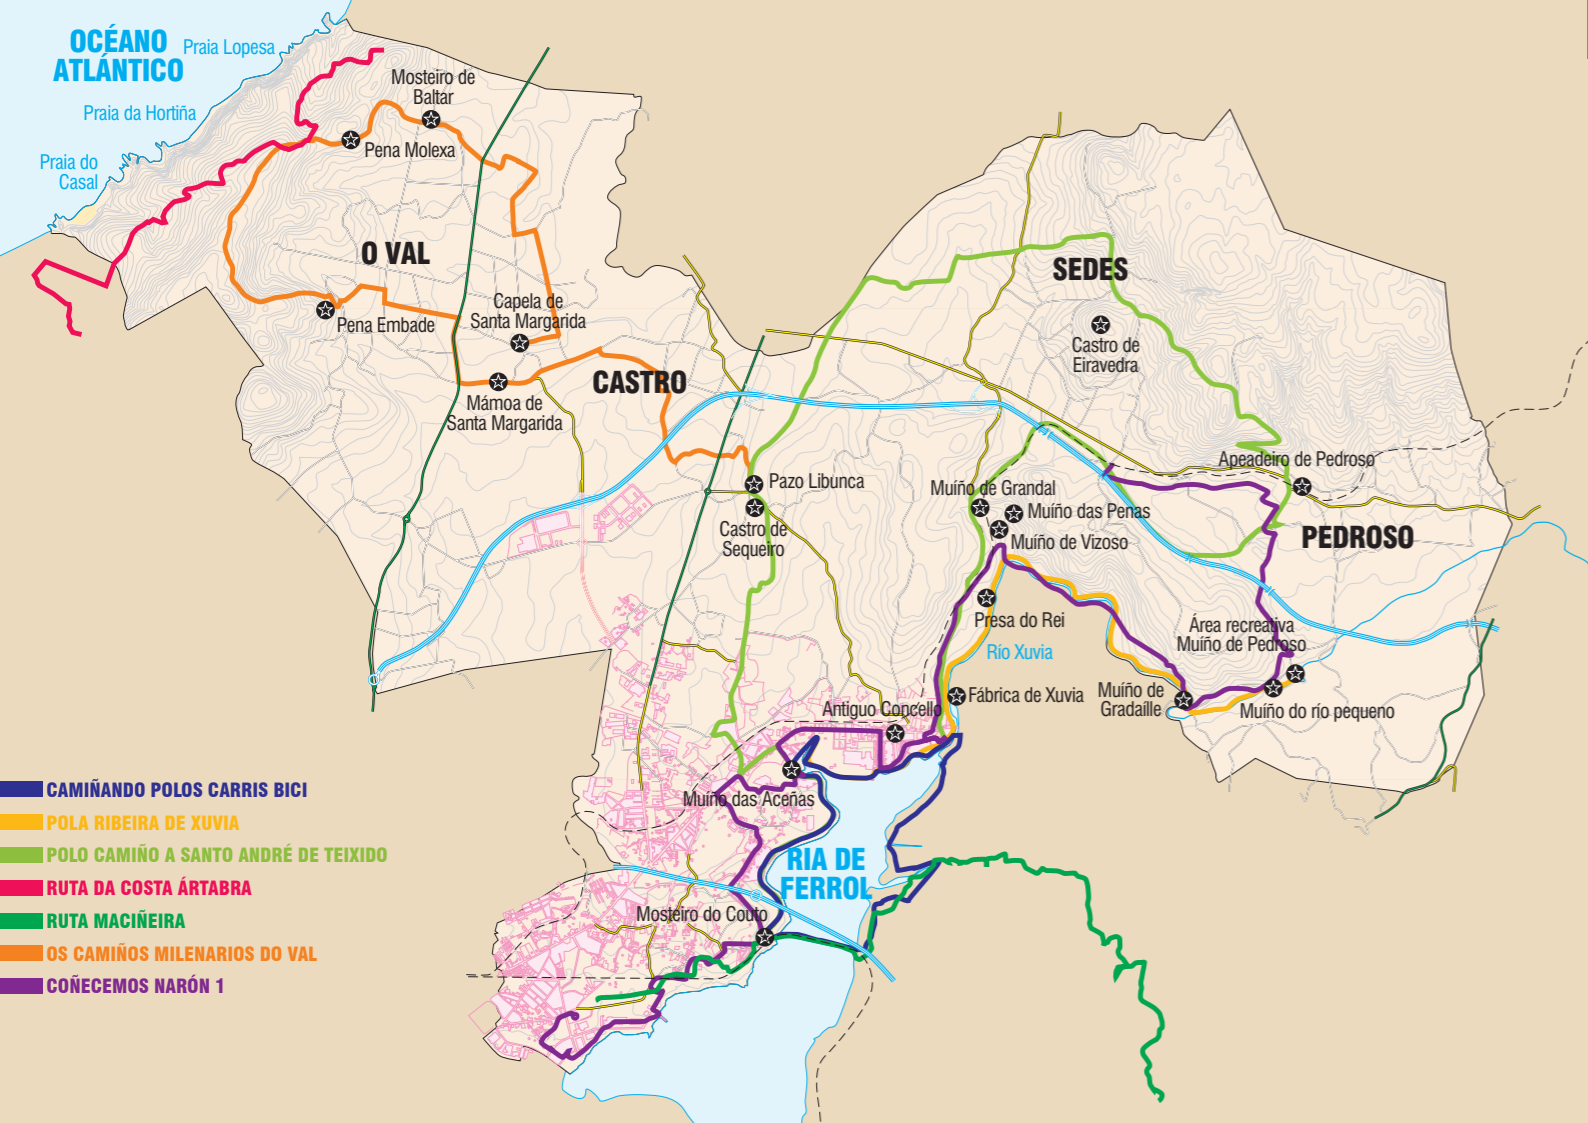 OCÉANO
ATLÁNTICO
Praia Lopesa
Praia da Hortiña
Praia do
Casal
Mosteiro de
Baltar
Pena Molexa
O VAL
Pena Embade
Capela de
Santa Margarida
Mámoa de
Santa Margarida
CASTRO
SEDES
Castro de
Eiravedra
Apeadeiro de Pedroso
Pazo Libunca
Castro de
Sequeiro
Muíño de Grandal
Muíño das Penas
Muíño de Vizoso
PEDROSO
Presa do Rei
Río Xuvia
Área recreativa
Muíño de Pedroso
Fábrica de Xuvia
Muíño de
Gradaílle
Muíño do río pequeno
Antiguo Concello
Muíño das Aceñas
RIA DE
FERROL
Mosteiro do Couto
CAMIÑANDO POLOS CARRIS BICI
POLA RIBEIRA DE XUVIA
POLO CAMIÑO A SANTO ANDRÉ DE TEIXIDO
RUTA DA COSTA ÁRTABRA
RUTA MACIÑEIRA
OS CAMIÑOS MILENARIOS DO VAL
COÑECEMOS NARÓN 1